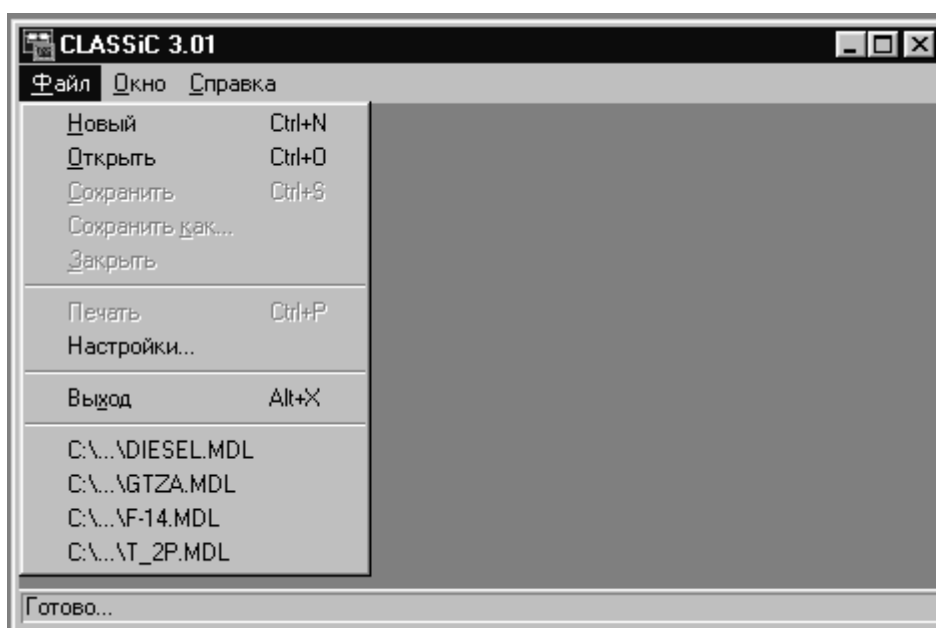 CLASSiC 3.01
Файл Окно Справка
Новый Ctrl+N
Открыть Ctrl+O
Сохранить Ctrl+S
Сохранить как...
Закрыть
Печать Ctrl+P
Настройки...
Выход Alt+X
C:\...\DIESEL.MDL
C:\...\GTZA.MDL
C:\...\F-14.MDL
C:\...\T_2P.MDL
Готово...